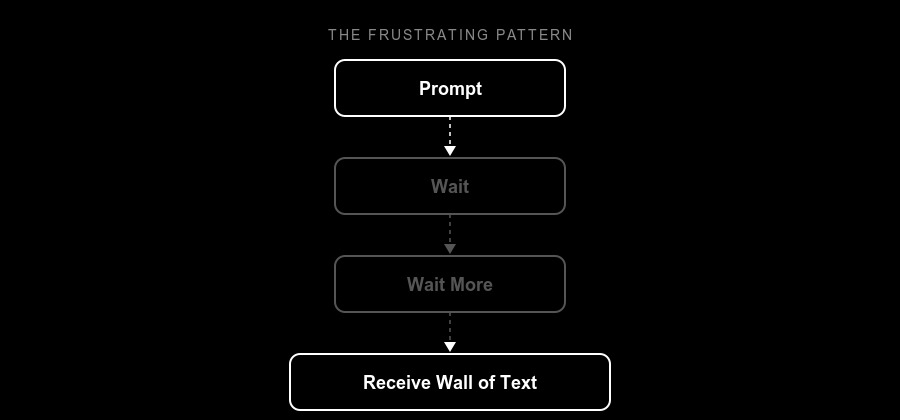 THE FRUSTRATING PATTERN
Prompt
Wait
Wait More
Receive Wall of Text